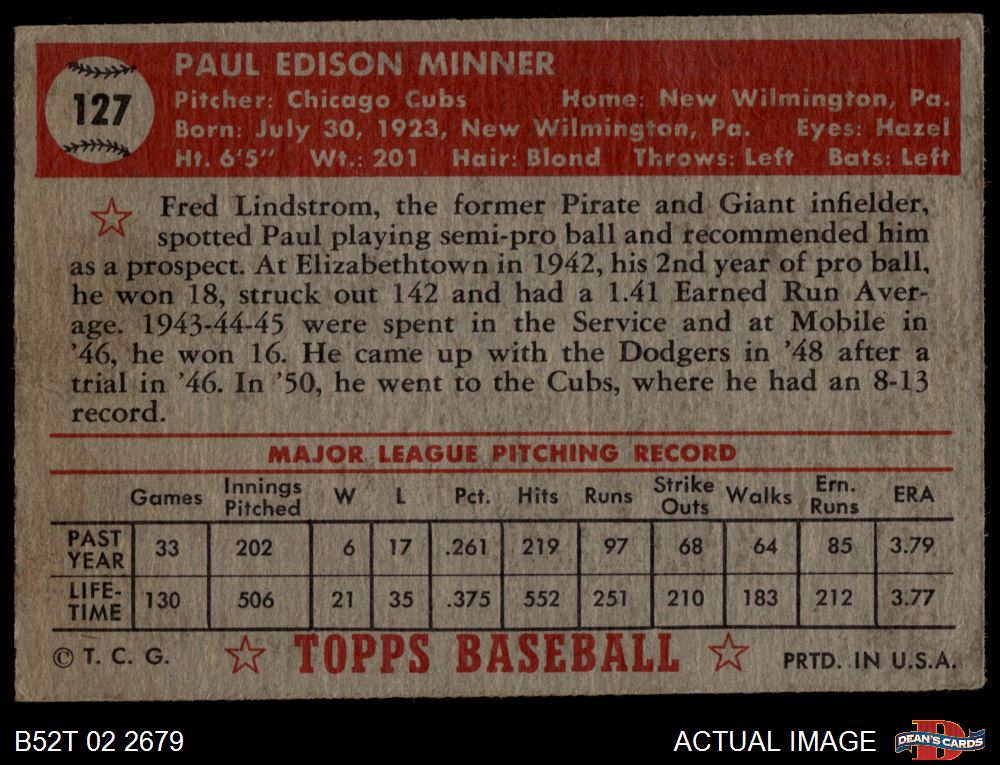 127
PAUL EDISON MINNER
Pitcher: Chicago Cubs Home: New Wilmington, Pa.
Born: July 30, 1923, New Wilmington, Pa. Eyes: Hazel
Ht. 6'5" Wt.: 201 Hair: Blond Throws: Left Bats: Left
Fred Lindstrom, the former Pirate and Giant infielder,
spotted Paul playing semi-pro ball and recommended him
as a prospect. At Elizabethtown in 1942, his 2nd year of pro ball,
he won 18, struck out 142 and had a 1.41 Earned Run Aver-
age. 1943-44-45 were spent in the Service and at Mobile in
'46, he won 16. He came up with the Dodgers in '48 after a
trial in '46. In '50, he went to the Cubs, where he had an 8-13
record.
MAJOR LEAGUE PITCHING RECORD
Games Innings Pitched W L Pct. Hits Runs Strike Outs Walks Ern. Runs ERA
PAST YEAR 33 202 6 17 .261 219 97 68 64 85 3.79
LIFE-TIME 130 506 21 35 .375 552 251 210 183 212 3.77
© T. C. G. TOPPS BASEBALL PRTD. IN U.S.A.
B52T 02 2679 ACTUAL IMAGE DEAN'S CARDS